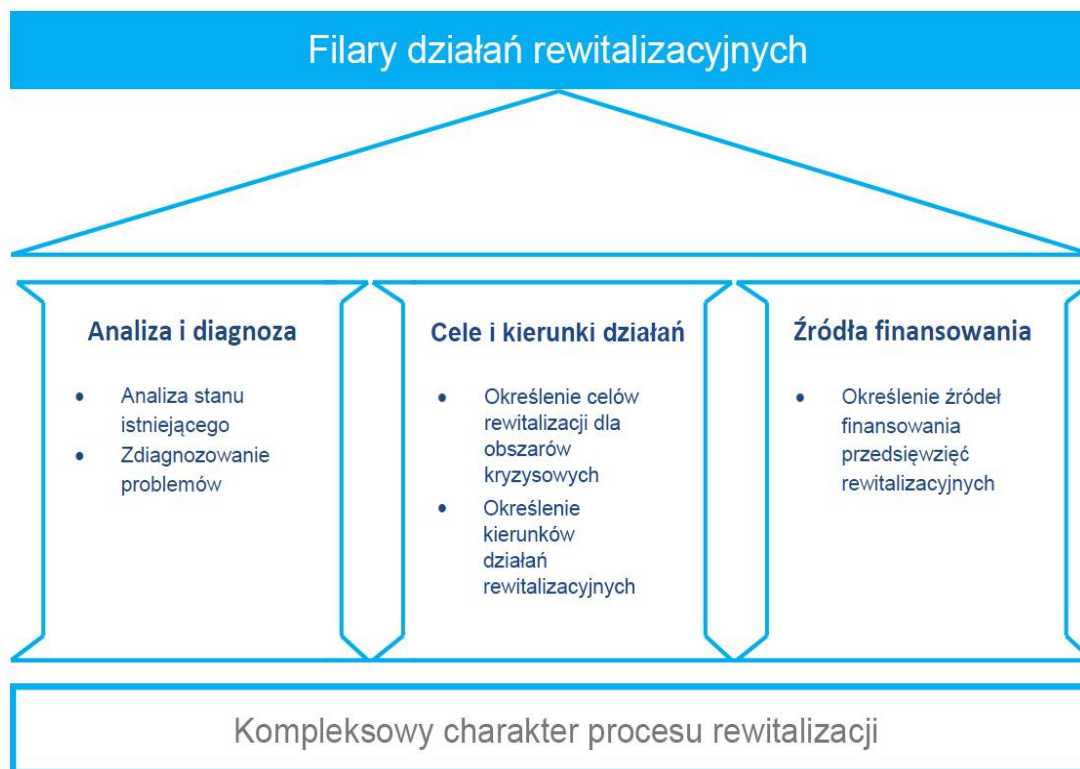 Filary działań rewitalizacyjnych
Analiza i diagnoza
• Analiza stanu
istniejącego
• Zdiagnozowanie
problemów
Cele i kierunki działań
• Określenie celów
rewitalizacji dla
obszarów
kryzysowych
• Określenie
kierunków
działań
rewitalizacyjnych
Źródła finansowania
• Określenie źródeł
finansowania
przedsięwzięć
rewitalizacyjnych
Kompleksowy charakter procesu rewitalizacji